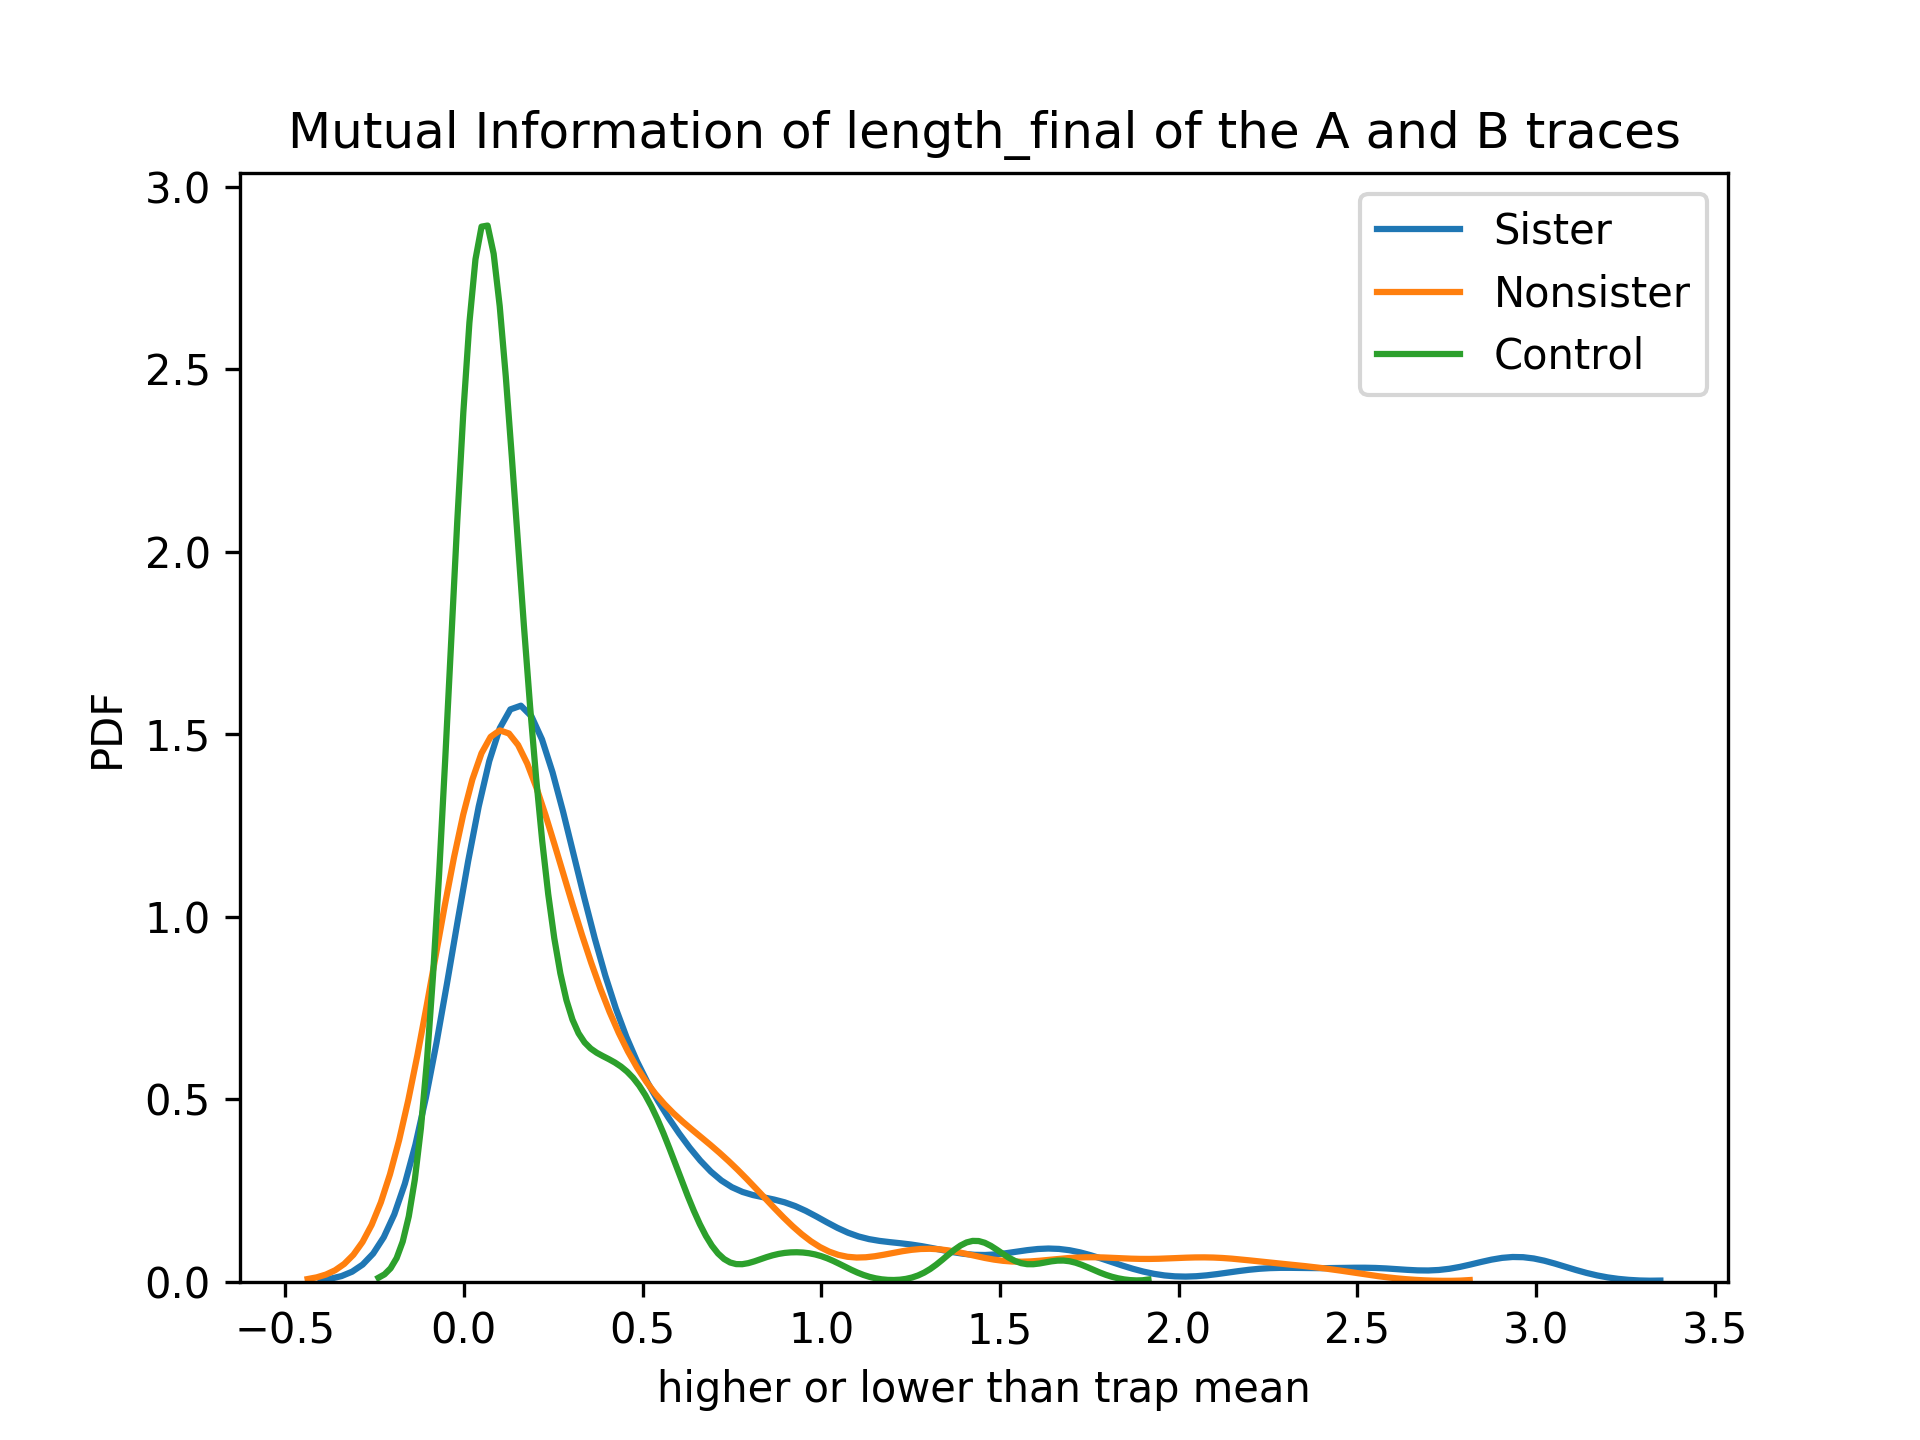 Mutual Information of length_final of the A and B traces
3.0
2.5
2.0
1.5
1.0
0.5
0.0
PDF
Sister
Nonsister
Control
−0.5 0.0 0.5 1.0 1.5 2.0 2.5 3.0 3.5
higher or lower than trap mean